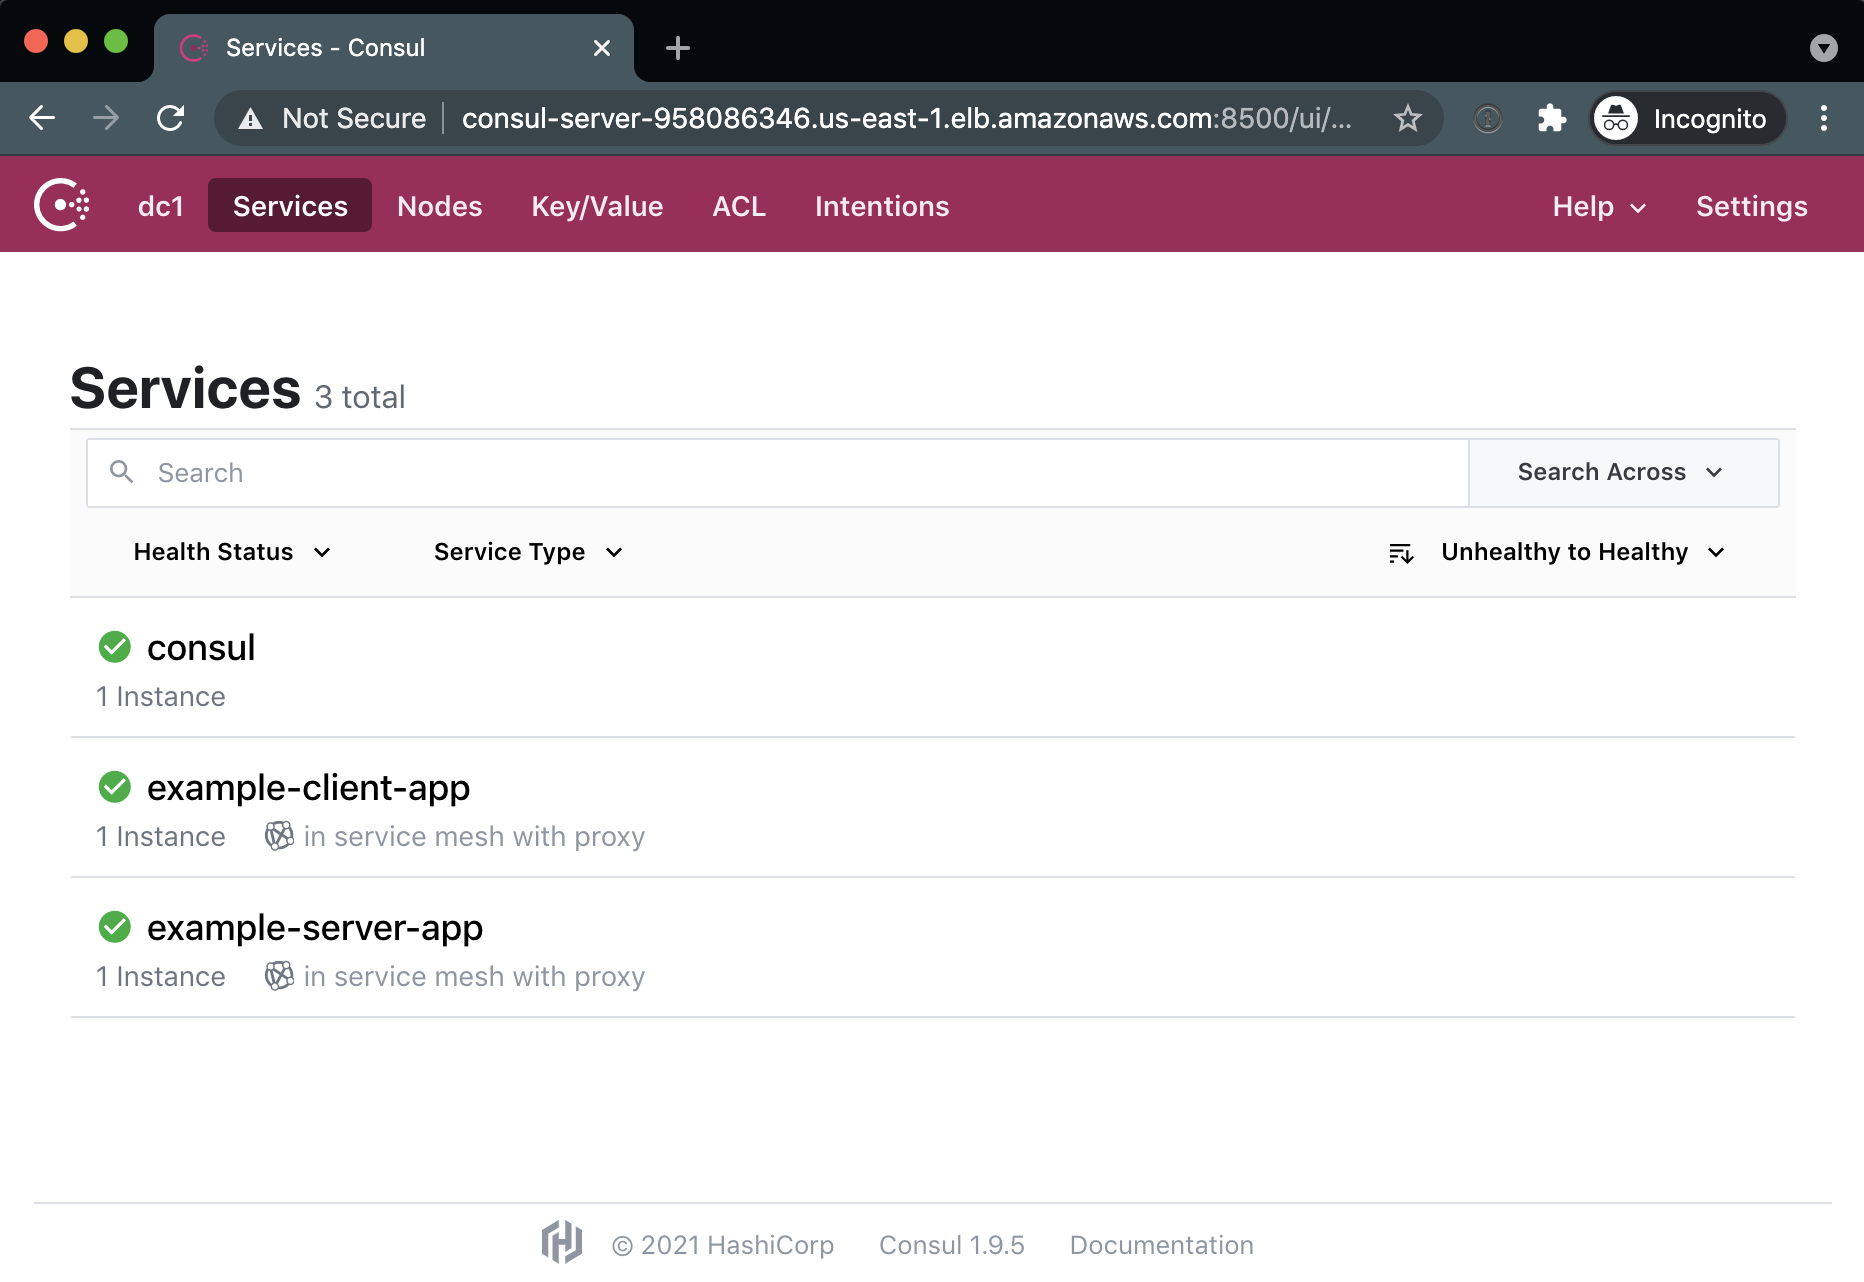 Services - Consul
Not Secure consul-server-958086346.us-east-1.elb.amazonaws.com:8500/ui/... Incognito
dc1 Services Nodes Key/Value ACL Intentions Help Settings
Services 3 total
Search Search Across
Health Status Service Type Unhealthy to Healthy
consul
1 Instance
example-client-app
1 Instance in service mesh with proxy
example-server-app
1 Instance in service mesh with proxy
© 2021 HashiCorp Consul 1.9.5 Documentation